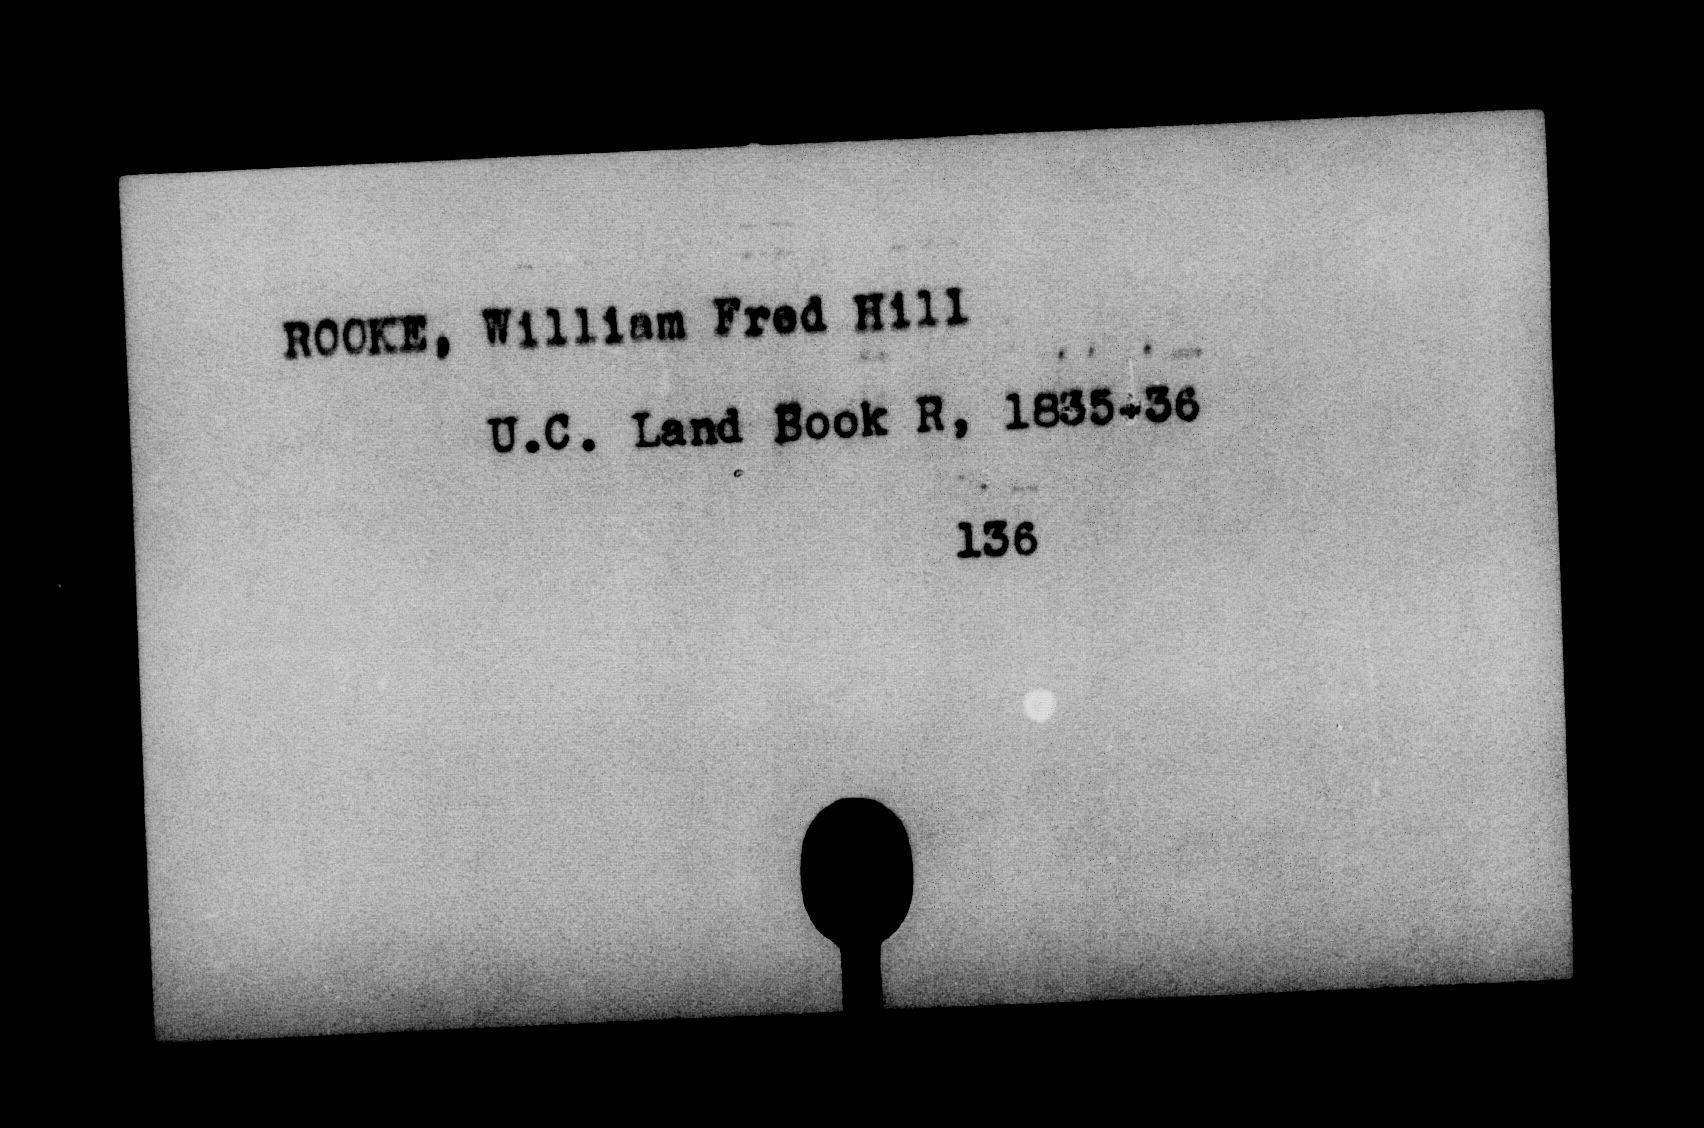 ROOKE, William Fred Hill
U.C. Land Book R, 1835-36
136